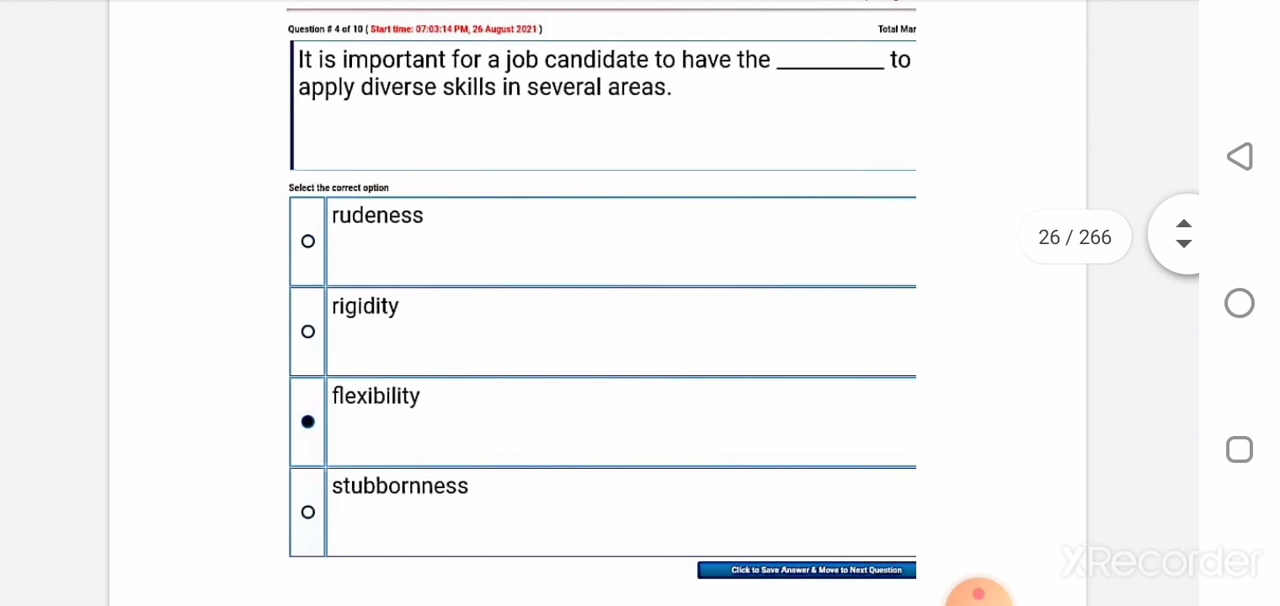 Question # 4 of 10 ( Start time: 07:03:14 PM, 26 August 2021 )
Total Mar
It is important for a job candidate to have the _________ to
apply diverse skills in several areas.
Select the correct option
rudeness
rigidity
26 / 266
flexibility
stubbornness
Click to Save Answer & Move to Next Question
XRecorder